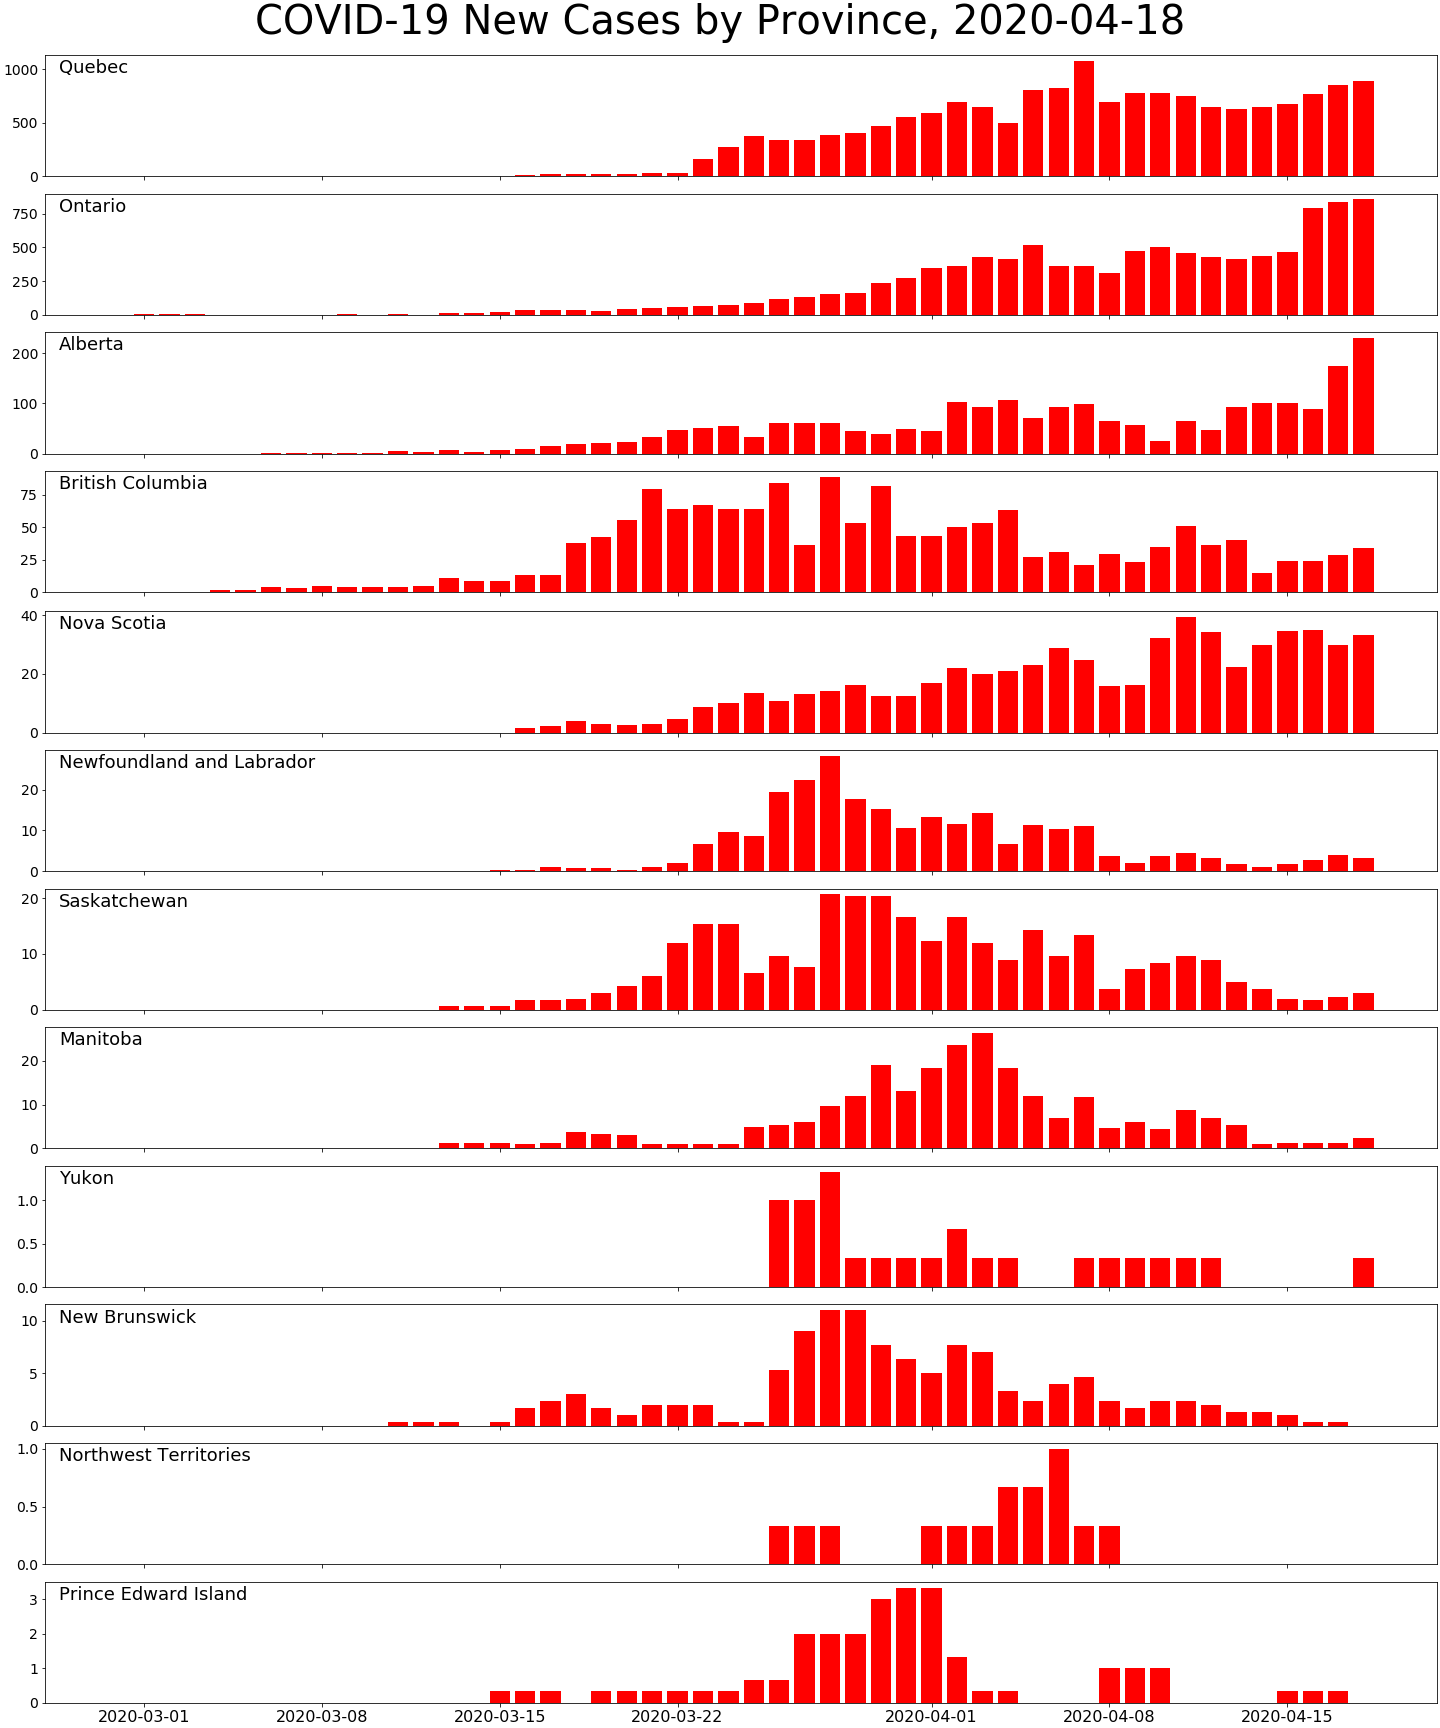 COVID-19 New Cases by Province, 2020-04-18
Quebec
1000
500
0
Ontario
750
500
250
0
Alberta
200
100
0
British Columbia
75
50
25
0
Nova Scotia
40
20
0
Newfoundland and Labrador
20
10
0
Saskatchewan
20
10
0
Manitoba
20
10
0
Yukon
1.0
0.5
0.0
New Brunswick
10
5
0
Northwest Territories
1.0
0.5
0.0
Prince Edward Island
3
2
1
0
2020-03-01 2020-03-08 2020-03-15 2020-03-22 2020-04-01 2020-04-08 2020-04-15